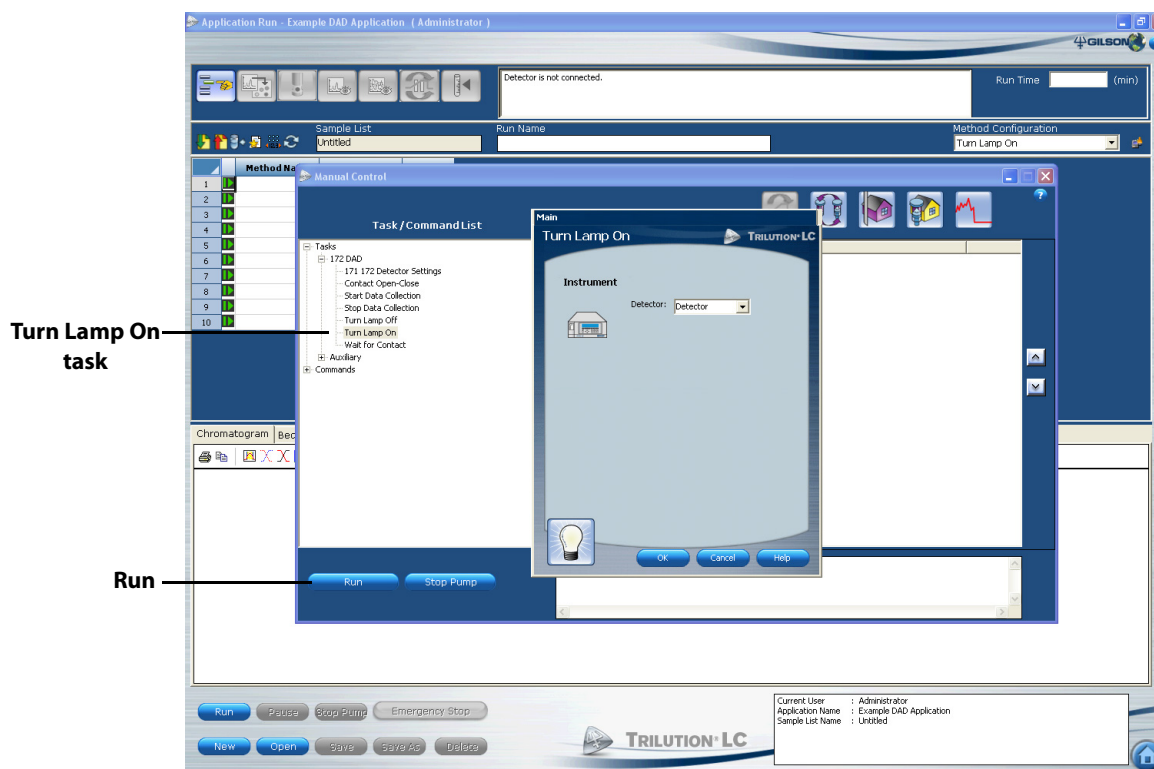 Application Run - Example DAD Application ( Administrator )
GILSON
Detector is not connected.
Run Time (min)
Sample List
Run Name
Method Configuration
Untitled
Turn Lamp On
Method Na
1
2
3
4
5
6
7
8
9
10
Manual Control
Task/Command List
Tasks
172 DAD
171 172 Detector Settings
Contact Open-Close
Start Data Collection
Stop Data Collection
Turn Lamp Off
Turn Lamp On
Wait for Contact
Auxiliary
Commands
Main
Turn Lamp On
TRILUTION® LC
Instrument
Detector: Detector
OK Cancel Help
Run Stop Pump
Turn Lamp On
task
Run
Chromatogram Bec
Run Pause Stop Pump Emergency Stop
New Open Save Save As Delete
TRILUTION® LC
Current User : Administrator
Application Name : Example DAD Application
Sample List Name : Untitled